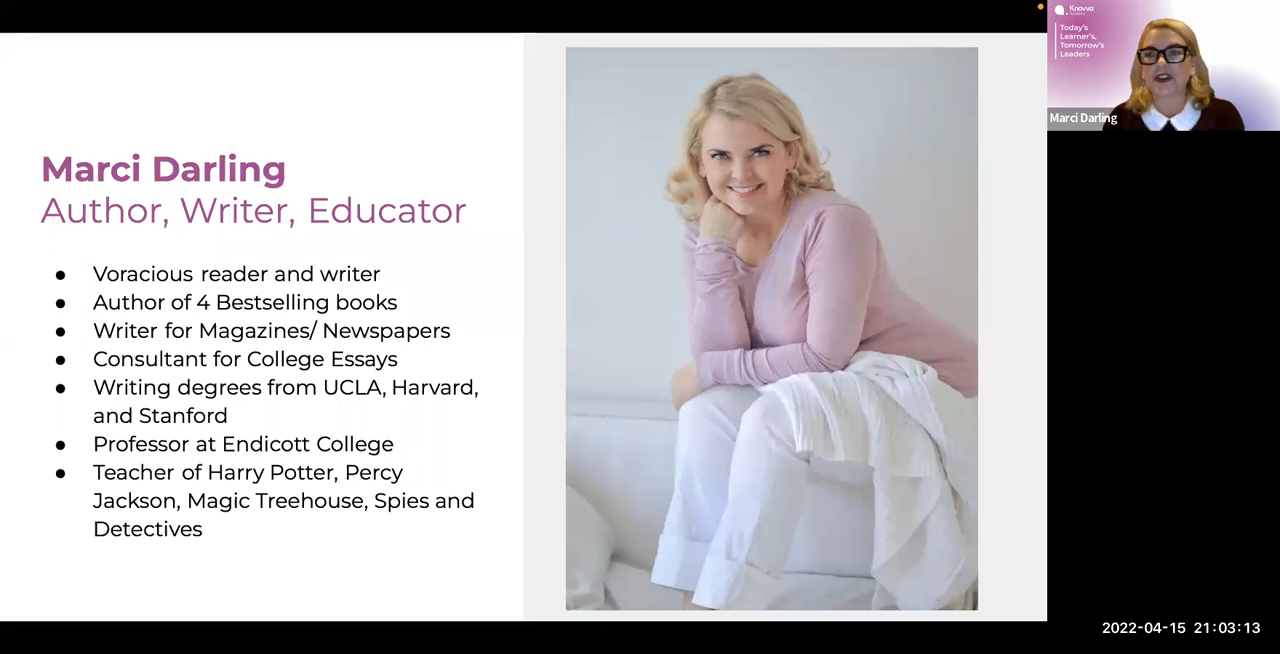 Marci Darling
Author, Writer, Educator
● Voracious reader and writer
● Author of 4 Bestselling books
● Writer for Magazines/ Newspapers
● Consultant for College Essays
● Writing degrees from UCLA, Harvard,
and Stanford
● Professor at Endicott College
● Teacher of Harry Potter, Percy
Jackson, Magic Treehouse, Spies and
Detectives
Knovva
Today's
Learner's,
Tomorrow's
Leaders
Marci Darling
2022-04-15 21:03:13